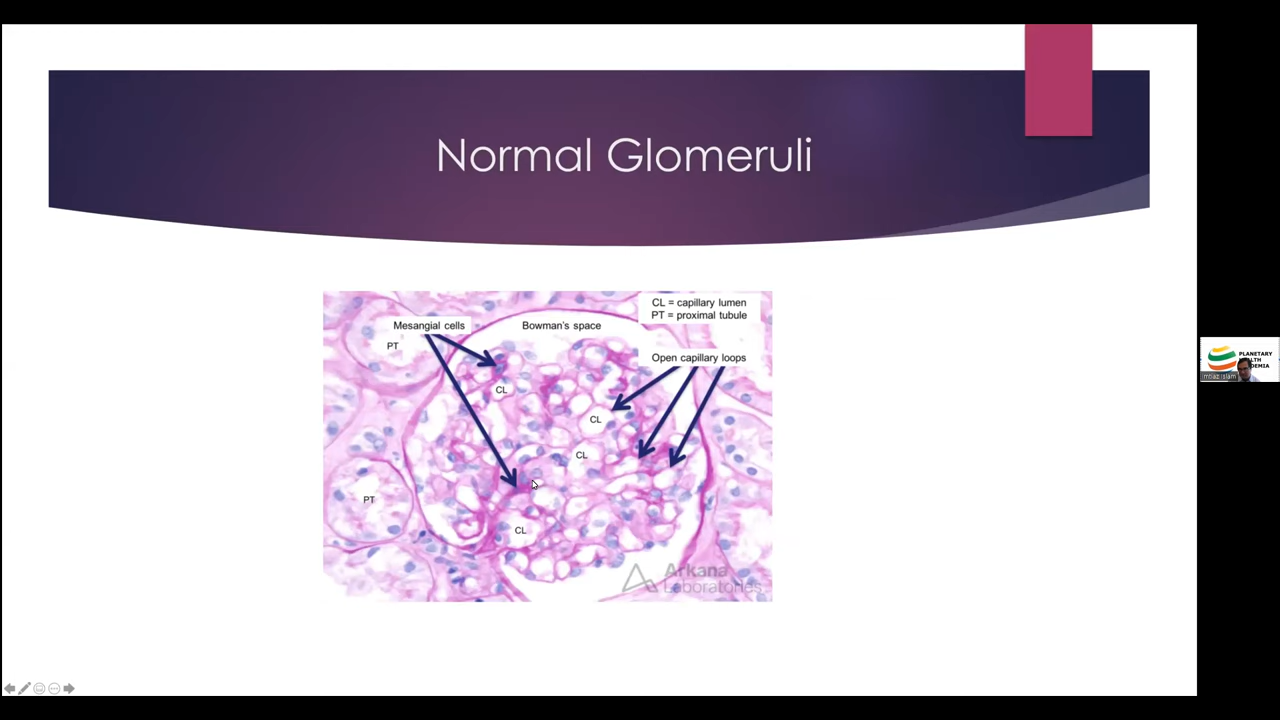 Normal Glomeruli
CL = capillary lumen
PT = proximal tubule
Mesangial cells
Bowman's space
PT
Open capillary loops
CL
CL
CL
PT
CL
Arkana
Laboratories
PLANETARY